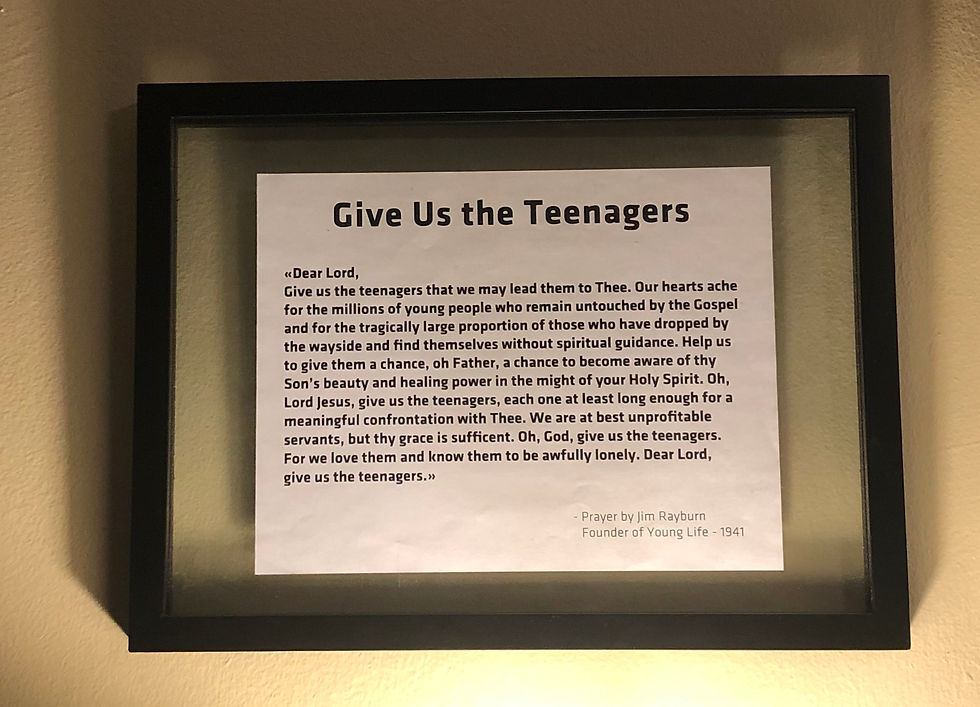 Give Us the Teenagers
«Dear Lord,
Give us the teenagers that we may lead them to Thee. Our hearts ache
for the millions of young people who remain untouched by the Gospel
and for the tragically large proportion of those who have dropped by
the wayside and find themselves without spiritual guidance. Help us
to give them a chance, oh Father, a chance to become aware of thy
Son's beauty and healing power in the might of your Holy Spirit. Oh,
Lord Jesus, give us the teenagers, each one at least long enough for a
meaningful confrontation with Thee. We are at best unprofitable
servants, but thy grace is sufficent. Oh, God, give us the teenagers.
For we love them and know them to be awfully lonely. Dear Lord,
give us the teenagers.»
- Prayer by Jim Rayburn
Founder of Young Life - 1941